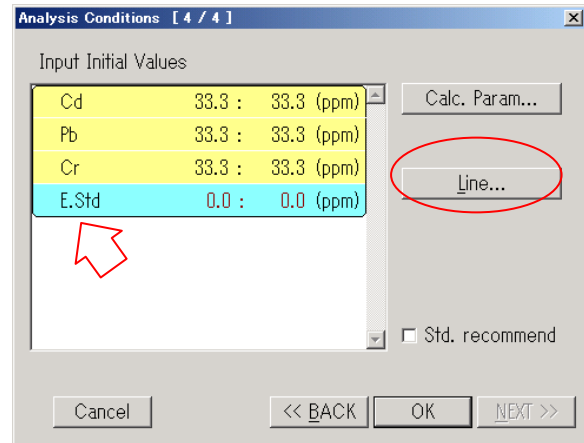 Analysis Conditions [ 4 / 4 ]
Input Initial Values
Cd 33.3 : 33.3 (ppm)
Pb 33.3 : 33.3 (ppm)
Cr 33.3 : 33.3 (ppm)
E.Std 0.0 : 0.0 (ppm)
Calc. Param...
Line...
Std. recommend
Cancel << BACK OK NEXT >>